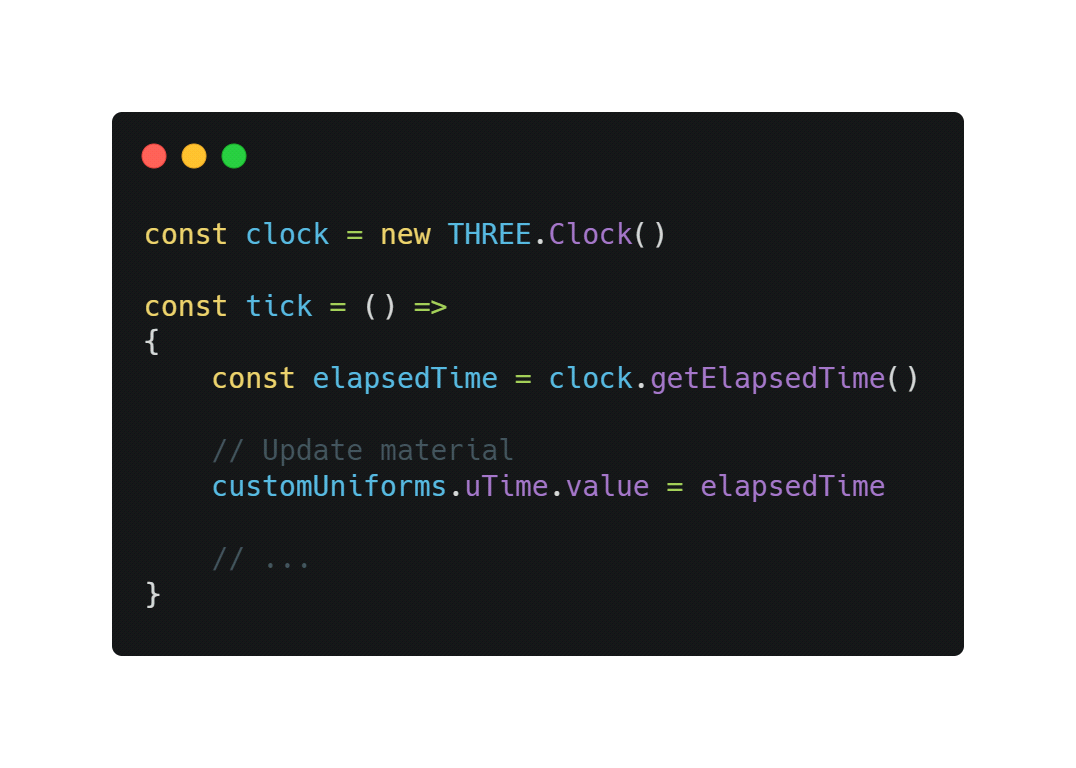 const clock = new THREE.Clock()
const tick = () =>
{
    const elapsedTime = clock.getElapsedTime()
    // Update material
    customUniforms.uTime.value = elapsedTime
    // ...
}